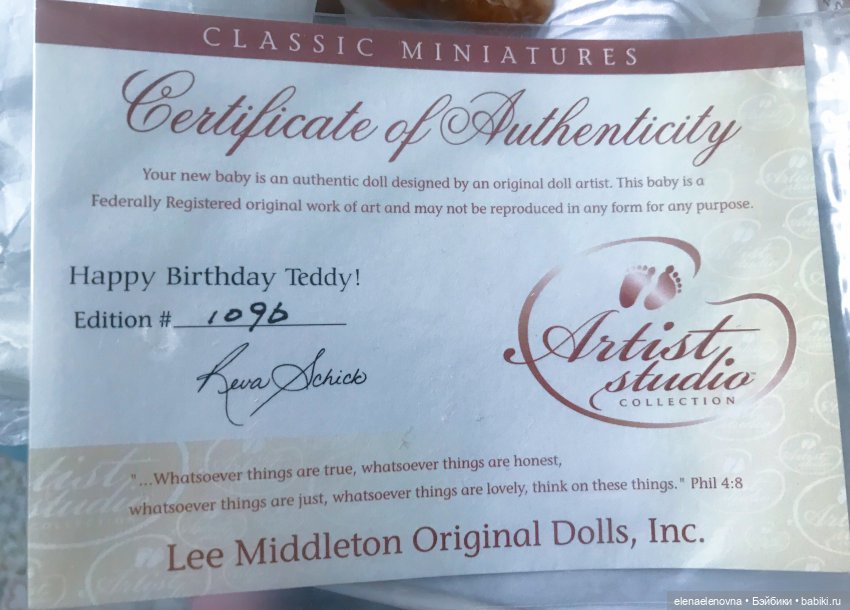 CLASSIC MINIATURES
Certificate of Authenticity
Your new baby is an authentic doll designed by an original doll artist. This baby is a
Federally Registered original work of art and may not be reproduced in any form for any purpose.
Happy Birthday Teddy!
Edition # 1096
Reva Schick
Artist
studio™
COLLECTION
"...Whatsoever things are true, whatsoever things are honest,
whatsoever things are just, whatsoever things are lovely, think on these things." Phil 4:8
Lee Middleton Original Dolls, Inc.
elenaelenovna • Бэйбики • babiki.ru